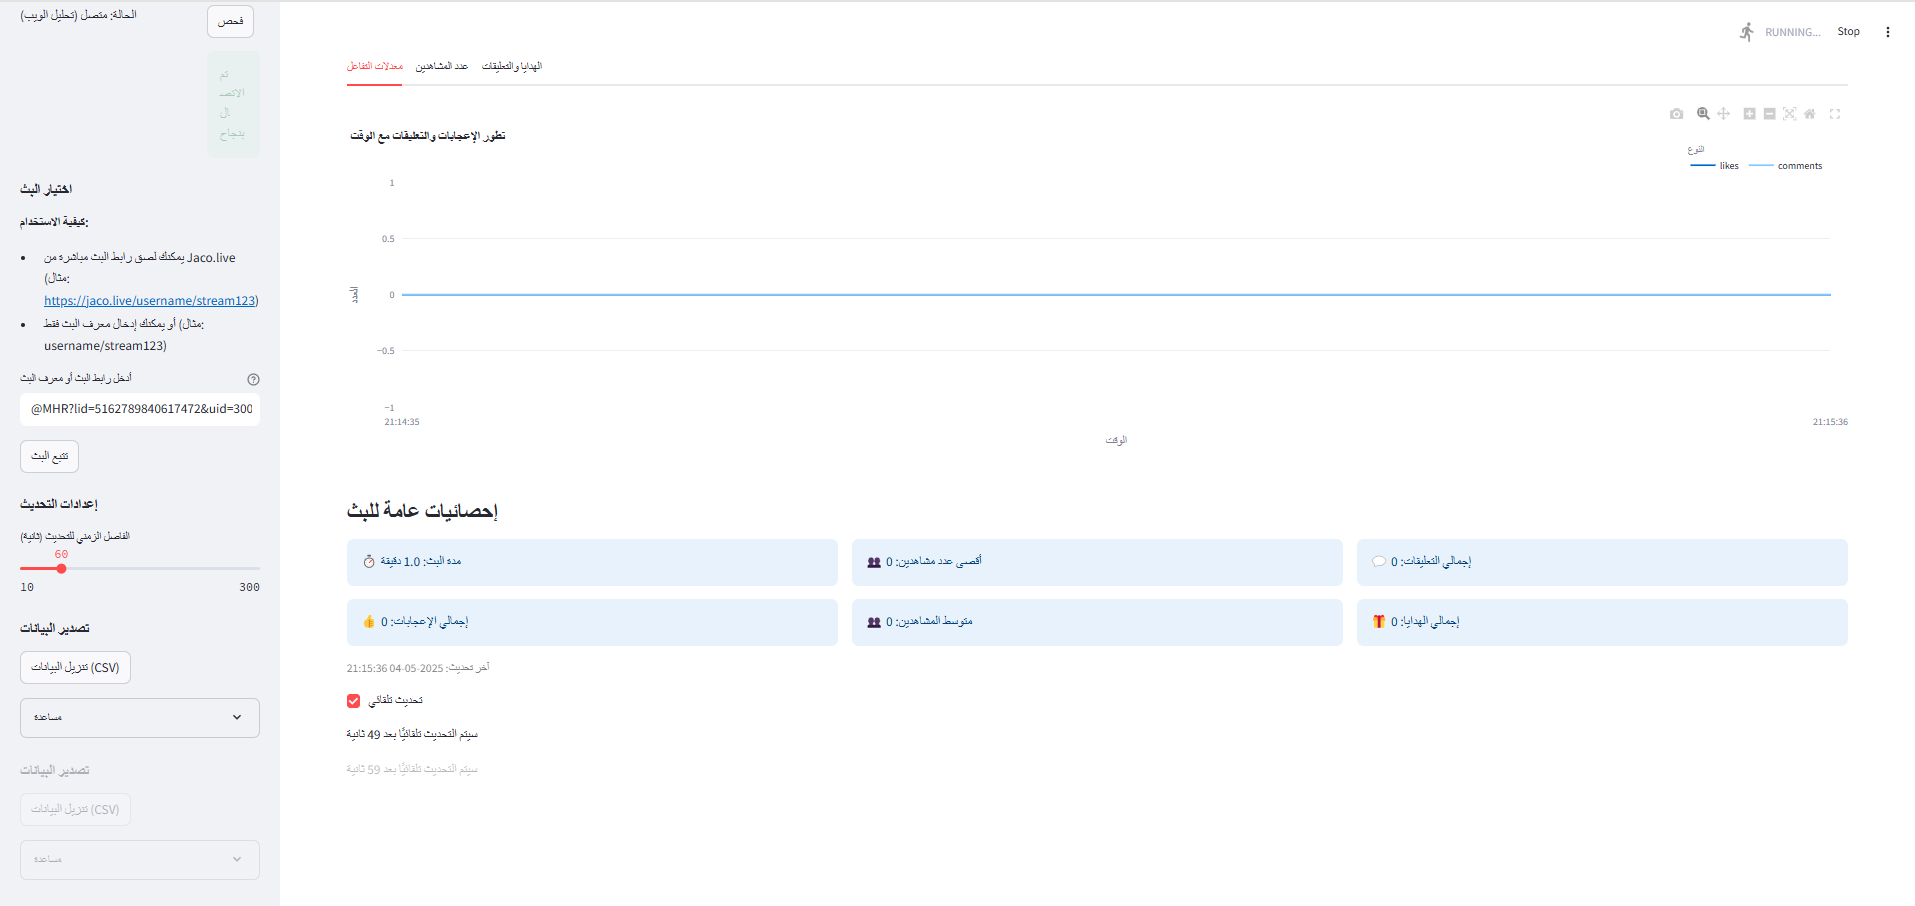 الحالة: متصل (تحليل الويب)
فحص
تم
الاتصـ
ال
بنجاح
اختيار البث
كيفية الاستخدام:
يمكنك لصق رابط البث مباشرة من Jaco.live
(مثال:
https://jaco.live/username/stream123)
أو يمكنك إدخال معرف البث فقط (مثال:
username/stream123)
أدخل رابط البث أو معرف البث
@MHR?lid=5162789840617472&uid=300
تتبع البث
إعدادات التحديث
الفاصل الزمني للتحديث (ثانية)
60
10 300
تصدير البيانات
تنزيل البيانات (CSV)
مساعدة
تصدير البيانات
تنزيل البيانات (CSV)
مساعدة
RUNNING... Stop
معدلات التفاعل عدد المشاهدين الهدايا والتعليقات
تطور الإعجابات والتعليقات مع الوقت
النوع
likes comments
1
0.5
0
−0.5
−1
العدد
21:14:35 21:15:36
الوقت
إحصائيات عامة للبث
مدة البث: 1.0 دقيقة
أقصى عدد مشاهدين: 0
إجمالي التعليقات: 0
إجمالي الإعجابات: 0
متوسط المشاهدين: 0
إجمالي الهدايا: 0
آخر تحديث: 2025-05-04 21:15:36
تحديث تلقائي
سيتم التحديث تلقائيًا بعد 49 ثانية
سيتم التحديث تلقائيًا بعد 59 ثانية